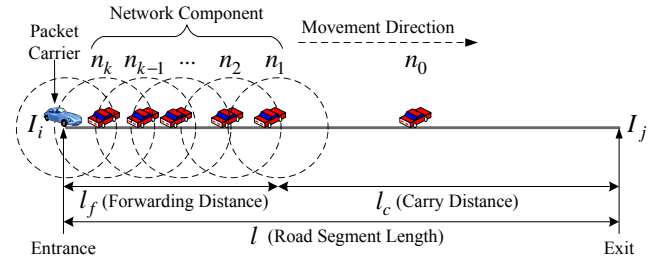 Network Component
Packet Carrier
Movement Direction
n_k n_{k-1} ... n_2 n_1 n_0
I_i I_j
l_f (Forwarding Distance) l_c (Carry Distance)
l (Road Segment Length)
Entrance Exit